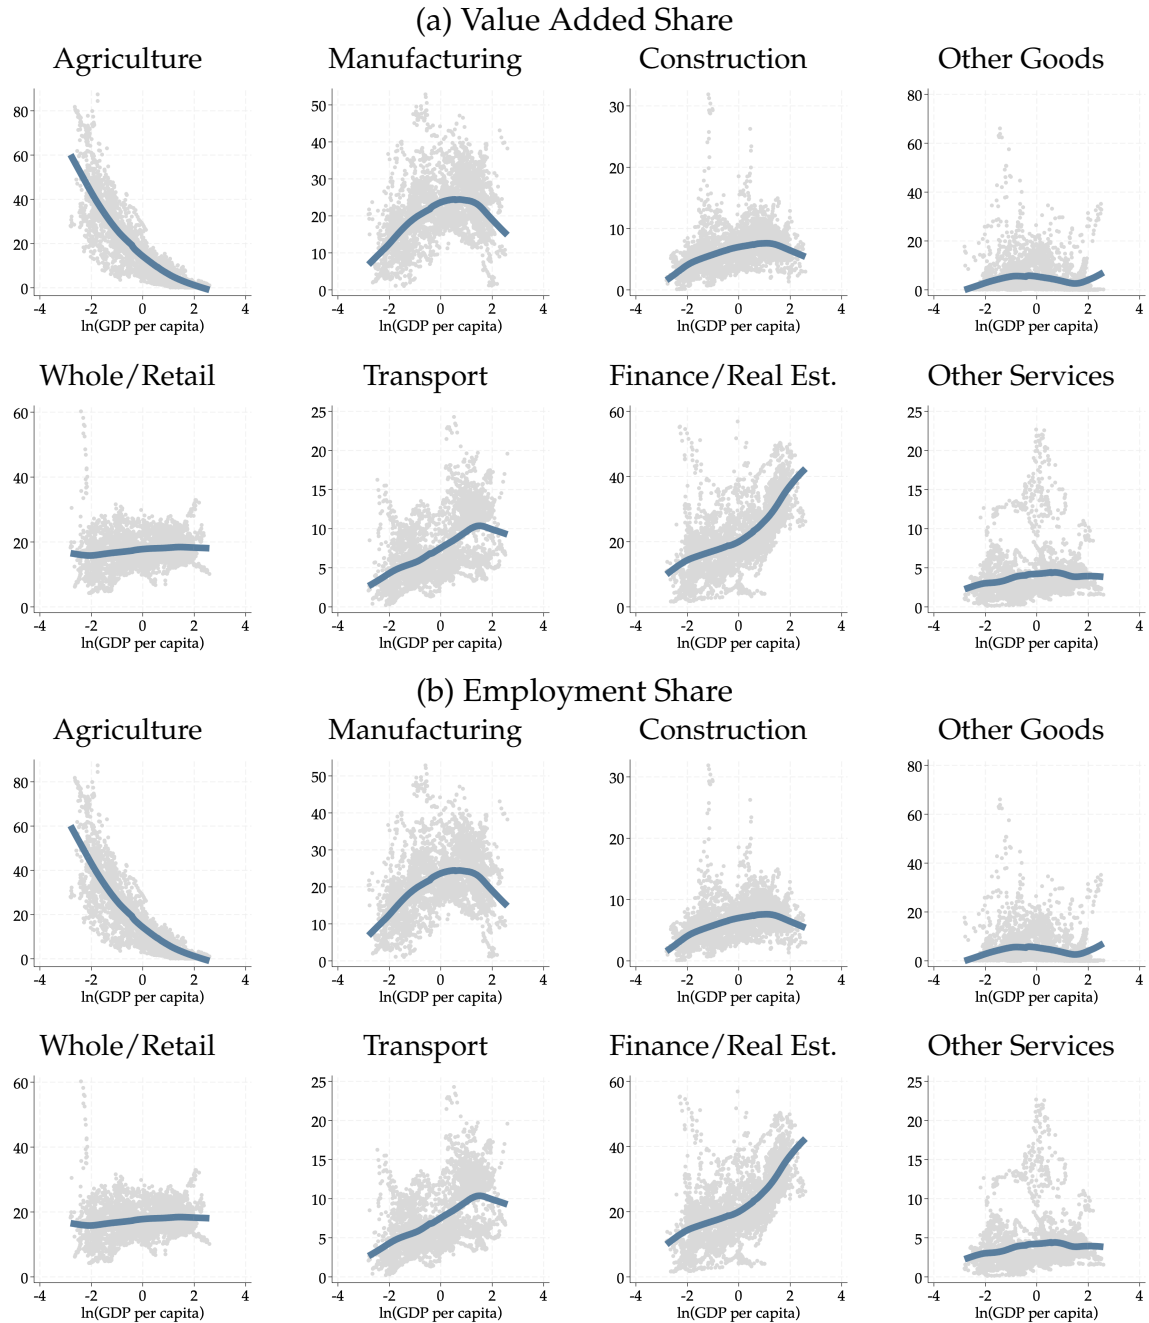 (a) Value Added Share
Agriculture Manufacturing Construction Other Goods
80 50 30 80
60 40 60
40 30 20 40
20 20 10 20
10
0 0 0 0
-4 -2 0 2 4 -4 -2 0 2 4 -4 -2 0 2 4 -4 -2 0 2 4
ln(GDP per capita) ln(GDP per capita) ln(GDP per capita) ln(GDP per capita)
Whole/Retail Transport Finance/Real Est. Other Services
60 25 60 25
20 20
40 15 40 15
20 10 20 10
5 5
0 0 0 0
-4 -2 0 2 4 -4 -2 0 2 4 -4 -2 0 2 4 -4 -2 0 2 4
ln(GDP per capita) ln(GDP per capita) ln(GDP per capita) ln(GDP per capita)
(b) Employment Share
Agriculture Manufacturing Construction Other Goods
80 50 30 80
60 40 60
40 30 20 40
20 20 10 20
10
0 0 0 0
-4 -2 0 2 4 -4 -2 0 2 4 -4 -2 0 2 4 -4 -2 0 2 4
ln(GDP per capita) ln(GDP per capita) ln(GDP per capita) ln(GDP per capita)
Whole/Retail Transport Finance/Real Est. Other Services
60 25 60 25
20 20
40 15 40 15
20 10 20 10
5 5
0 0 0 0
-4 -2 0 2 4 -4 -2 0 2 4 -4 -2 0 2 4 -4 -2 0 2 4
ln(GDP per capita) ln(GDP per capita) ln(GDP per capita) ln(GDP per capita)